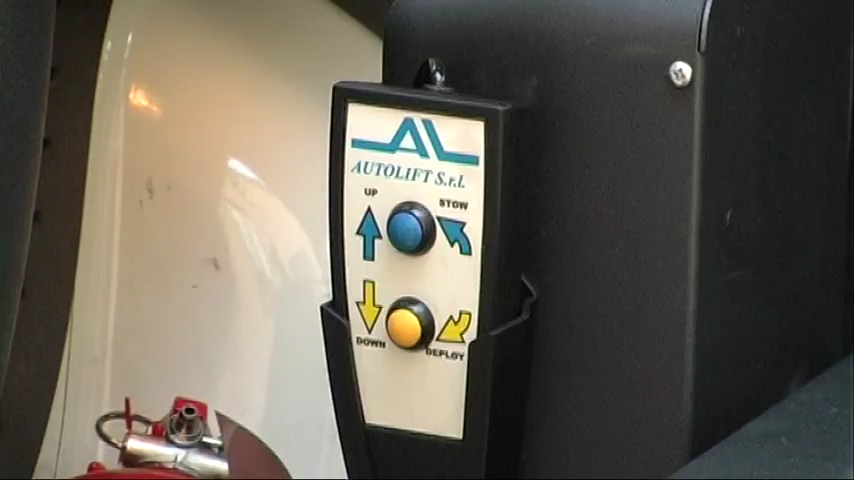 AL
AUTOLIFT S.r.l.
UP
STOW
DOWN
DEPLOY